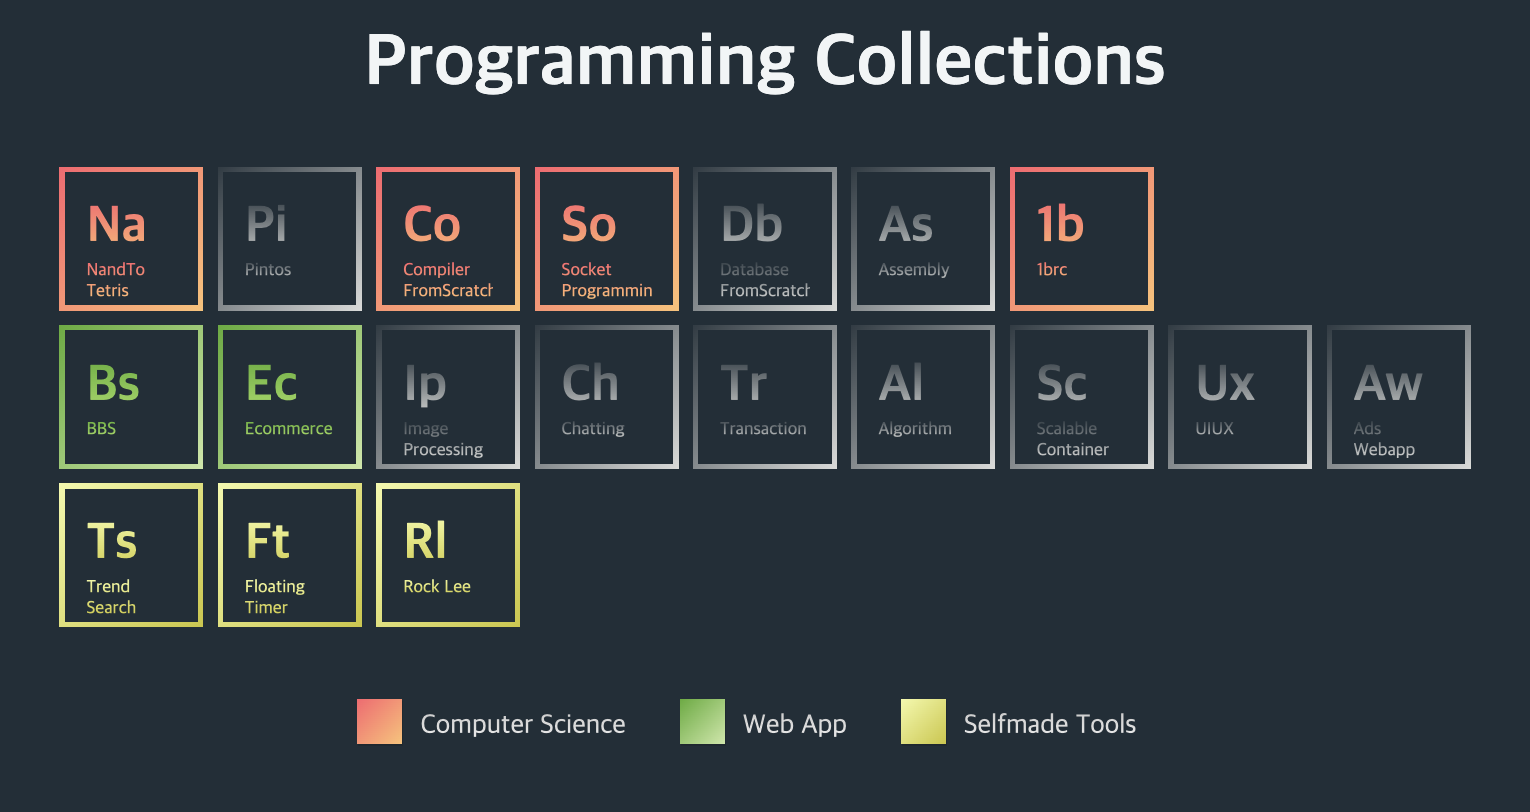 Programming Collections
Na
NandTo
Tetris
Pi
Pintos
Co
Compiler
FromScratch
So
Socket
Programmin
Db
Database
FromScratch
As
Assembly
1b
1brc
Bs
BBS
Ec
Ecommerce
Ip
Image
Processing
Ch
Chatting
Tr
Transaction
Al
Algorithm
Sc
Scalable
Container
Ux
UIUX
Aw
Ads
Webapp
Ts
Trend
Search
Ft
Floating
Timer
Rl
Rock Lee
Computer Science
Web App
Selfmade Tools